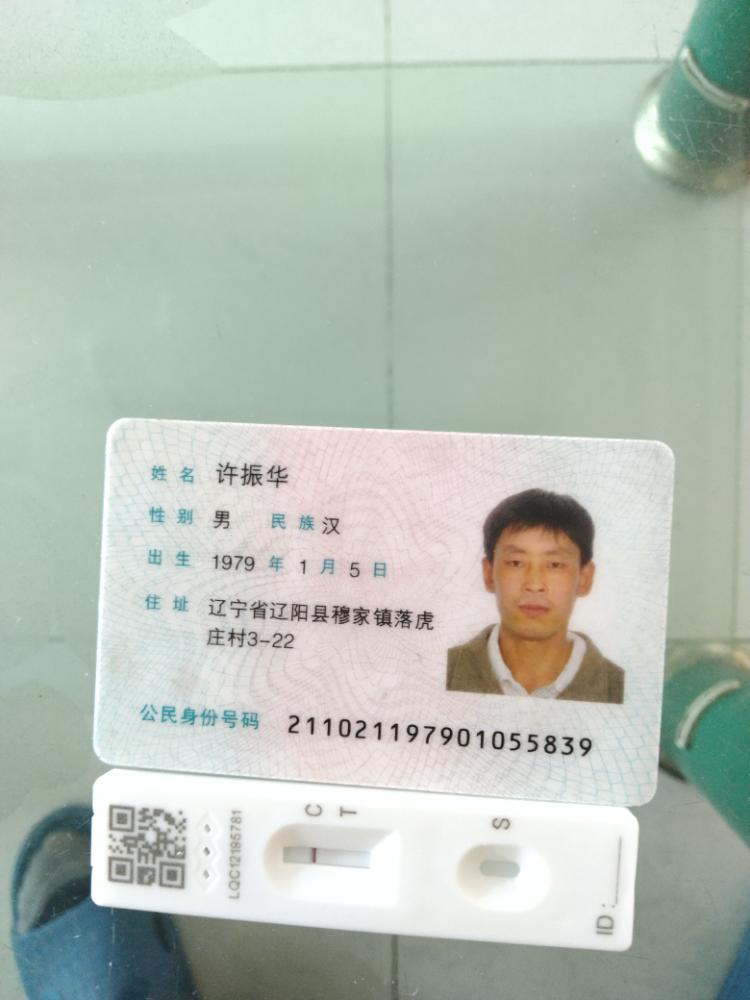 姓名 许振华
性别 男 民族 汉
出生 1979 年 1 月 5 日
住址 辽宁省辽阳县穆家镇落虎
庄村3-22
公民身份号码 211021197901055839
LQC12195781
C
T
S
ID: